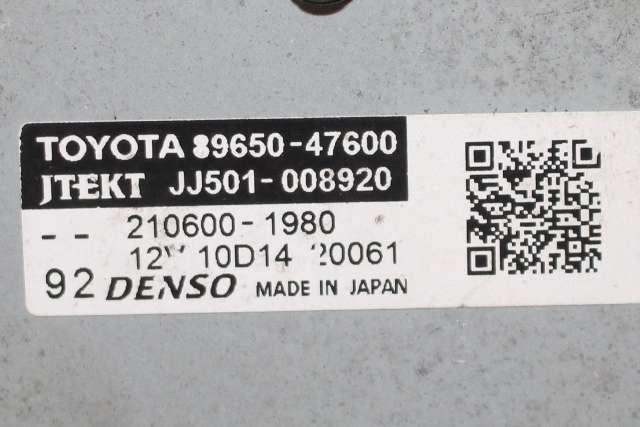 TOYOTA 89650-47600
JTEKT JJ501-008920
-- 210600-1980
12V 10D14 20061
92 DENSO MADE IN JAPAN